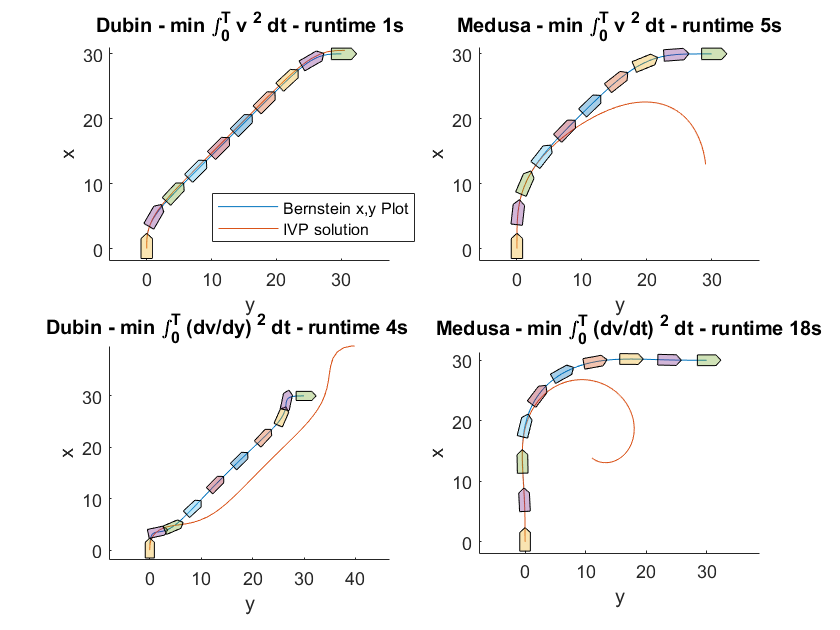 Dubin - min ∫₀ᵀ v ² dt - runtime 1s
30
20
10
0
x
0 10 20 30
y
Bernstein x,y Plot
IVP solution
Medusa - min ∫₀ᵀ v ² dt - runtime 5s
30
20
10
0
x
0 10 20 30
y
Dubin - min ∫₀ᵀ (dv/dy) ² dt - runtime 4s
30
20
10
0
x
0 10 20 30 40
y
Medusa - min ∫₀ᵀ (dv/dt) ² dt - runtime 18s
30
20
10
0
x
0 10 20 30
y